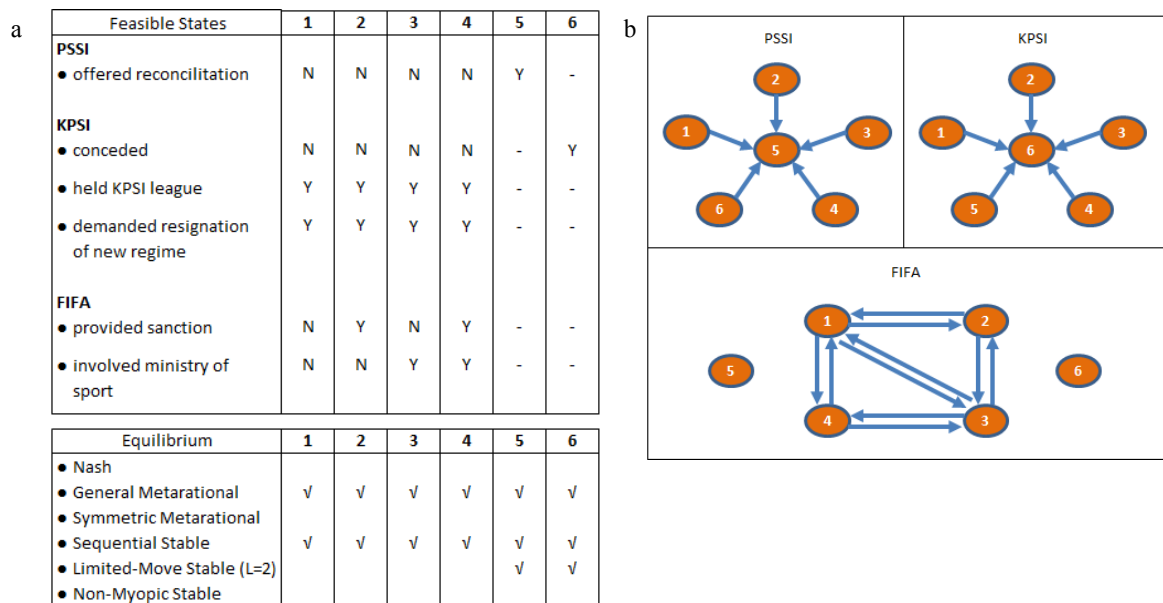 a
Feasible States 1 2 3 4 5 6
PSSI
● offered reconcilitation N N N N Y -
KPSI
● conceded N N N N - Y
● held KPSI league Y Y Y Y - -
● demanded resignation Y Y Y Y - -
of new regime
FIFA
● provided sanction N Y N Y - -
● involved ministry of N N Y Y - -
sport
Equilibrium 1 2 3 4 5 6
● Nash
● General Metarational √ √ √ √ √ √
● Symmetric Metarational
● Sequential Stable √ √ √ √ √ √
● Limited-Move Stable (L=2) √ √
● Non-Myopic Stable
b
PSSI
2
1 3
5
6 4
KPSI
2
1 3
6
5 4
FIFA
1 2
5 6
4 3